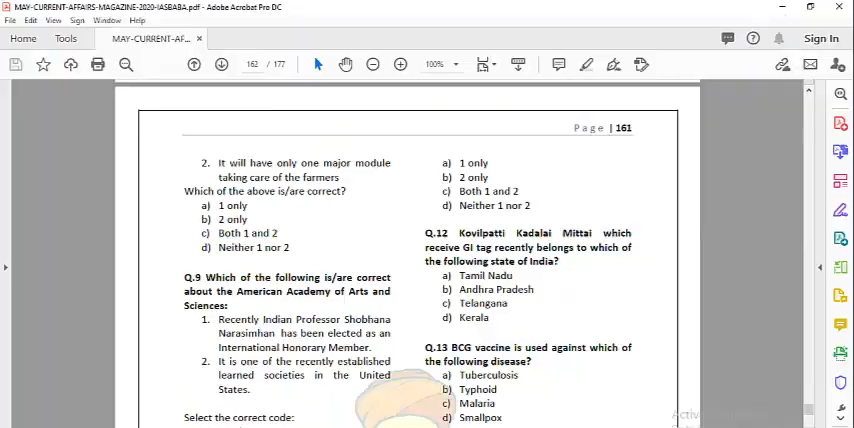 MAY-CURRENT-AFFAIRS-MAGAZINE-2020-IASBABA.pdf - Adobe Acrobat Pro DC
File Edit View Sign Window Help
Home Tools MAY-CURRENT-AF... × Sign In
162 / 177 100%
Page | 161
2. It will have only one major module
taking care of the farmers
Which of the above is/are correct?
a) 1 only
b) 2 only
c) Both 1 and 2
d) Neither 1 nor 2
Q.9 Which of the following is/are correct
about the American Academy of Arts and
Sciences:
1. Recently Indian Professor Shobhana
Narasimhan has been elected as an
International Honorary Member.
2. It is one of the recently established
learned societies in the United
States.
Select the correct code:
a) 1 only
b) 2 only
c) Both 1 and 2
d) Neither 1 nor 2
Q.12 Kovilpatti Kadalai Mittai which
receive GI tag recently belongs to which of
the following state of India?
a) Tamil Nadu
b) Andhra Pradesh
c) Telangana
d) Kerala
Q.13 BCG vaccine is used against which of
the following disease?
a) Tuberculosis
b) Typhoid
c) Malaria
d) Smallpox